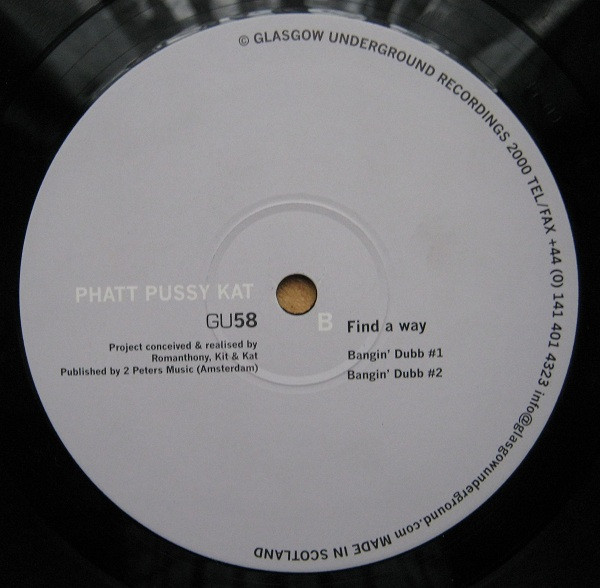 © GLASGOW UNDERGROUND RECORDINGS 2000 TEL/FAX +44 (0) 141 401 4323 info@glasgowunderground.com MADE IN SCOTLAND
PHATT PUSSY KAT
GU58
Project conceived & realised by
Romanthony, Kit & Kat
Published by 2 Peters Music (Amsterdam)
B
Find a way
Bangin' Dubb #1
Bangin' Dubb #2